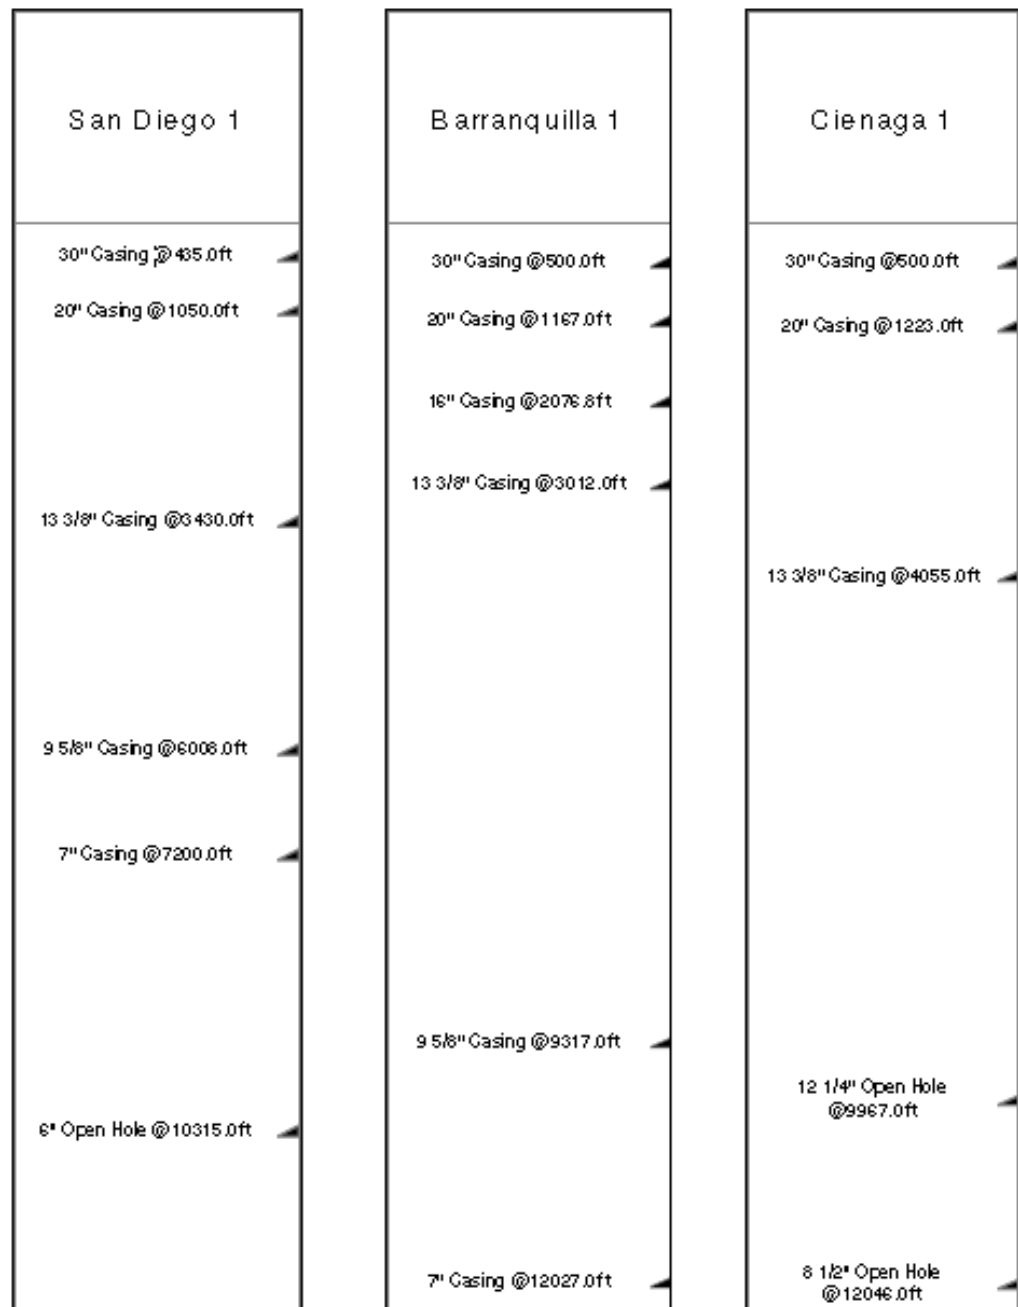 San Diego 1
30" Casing @435.0ft
20" Casing @1050.0ft
13 3/8" Casing @3430.0ft
9 5/8" Casing @6008.0ft
7" Casing @7200.0ft
6" Open Hole @10315.0ft
Barranquilla 1
30" Casing @500.0ft
20" Casing @1167.0ft
16" Casing @2076.8ft
13 3/8" Casing @3012.0ft
9 5/8" Casing @9317.0ft
7" Casing @12027.0ft
Cienaga 1
30" Casing @500.0ft
20" Casing @1223.0ft
13 3/8" Casing @4055.0ft
12 1/4" Open Hole
@9967.0ft
8 1/2" Open Hole
@12046.0ft